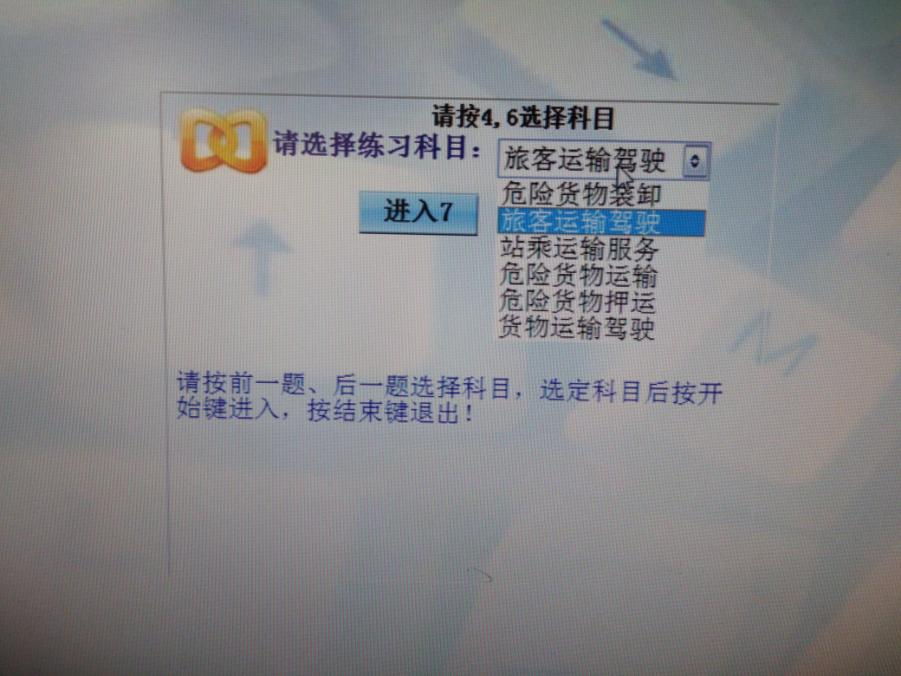 请按4,6选择科目
请选择练习科目：
旅客运输驾驶
危险货物装卸
进入7
旅客运输驾驶
站乘运输服务
危险货物运输
危险货物押运
货物运输驾驶
请按前一题、后一题选择科目，选定科目后按开
始键进入，按结束键退出！